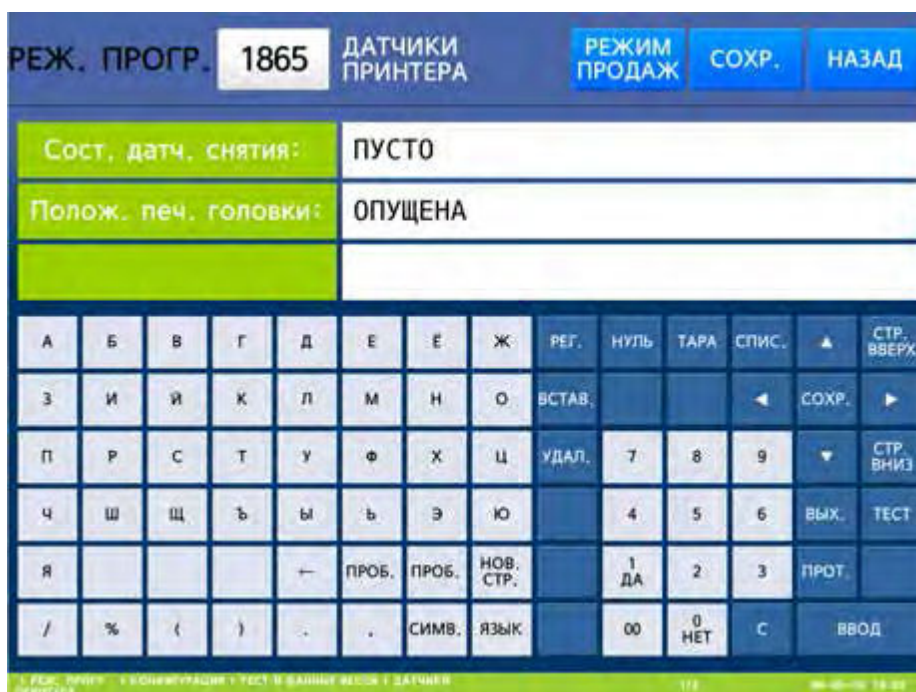 РЕЖ. ПРОГР. 1865 ДАТЧИКИ ПРИНТЕРА РЕЖИМ ПРОДАЖ СОХР. НАЗАД
Сост. датч. снятия: ПУСТО
Полож. печ. головки: ОПУЩЕНА
А Б В Г Д Е Ё Ж РЕГ. НУЛЬ ТАРА СПИС. ▲ СТР. ВВЕРХ
З И Й К Л М Н О ВСТАВ. ◄ СОХР. ►
П Р С Т У Ф Х Ц УДАЛ. 7 8 9 ▼ СТР. ВНИЗ
Ч Ш Щ Ъ Ы Ь Э Ю 4 5 6 ВЫХ. ТЕСТ
Я ← ПРОБ. ПРОБ. НОВ. СТР. 1 ДА 2 3 ПРОТ.
/ % ( ) . , СИМВ. ЯЗЫК 00 0 НЕТ С ВВОД